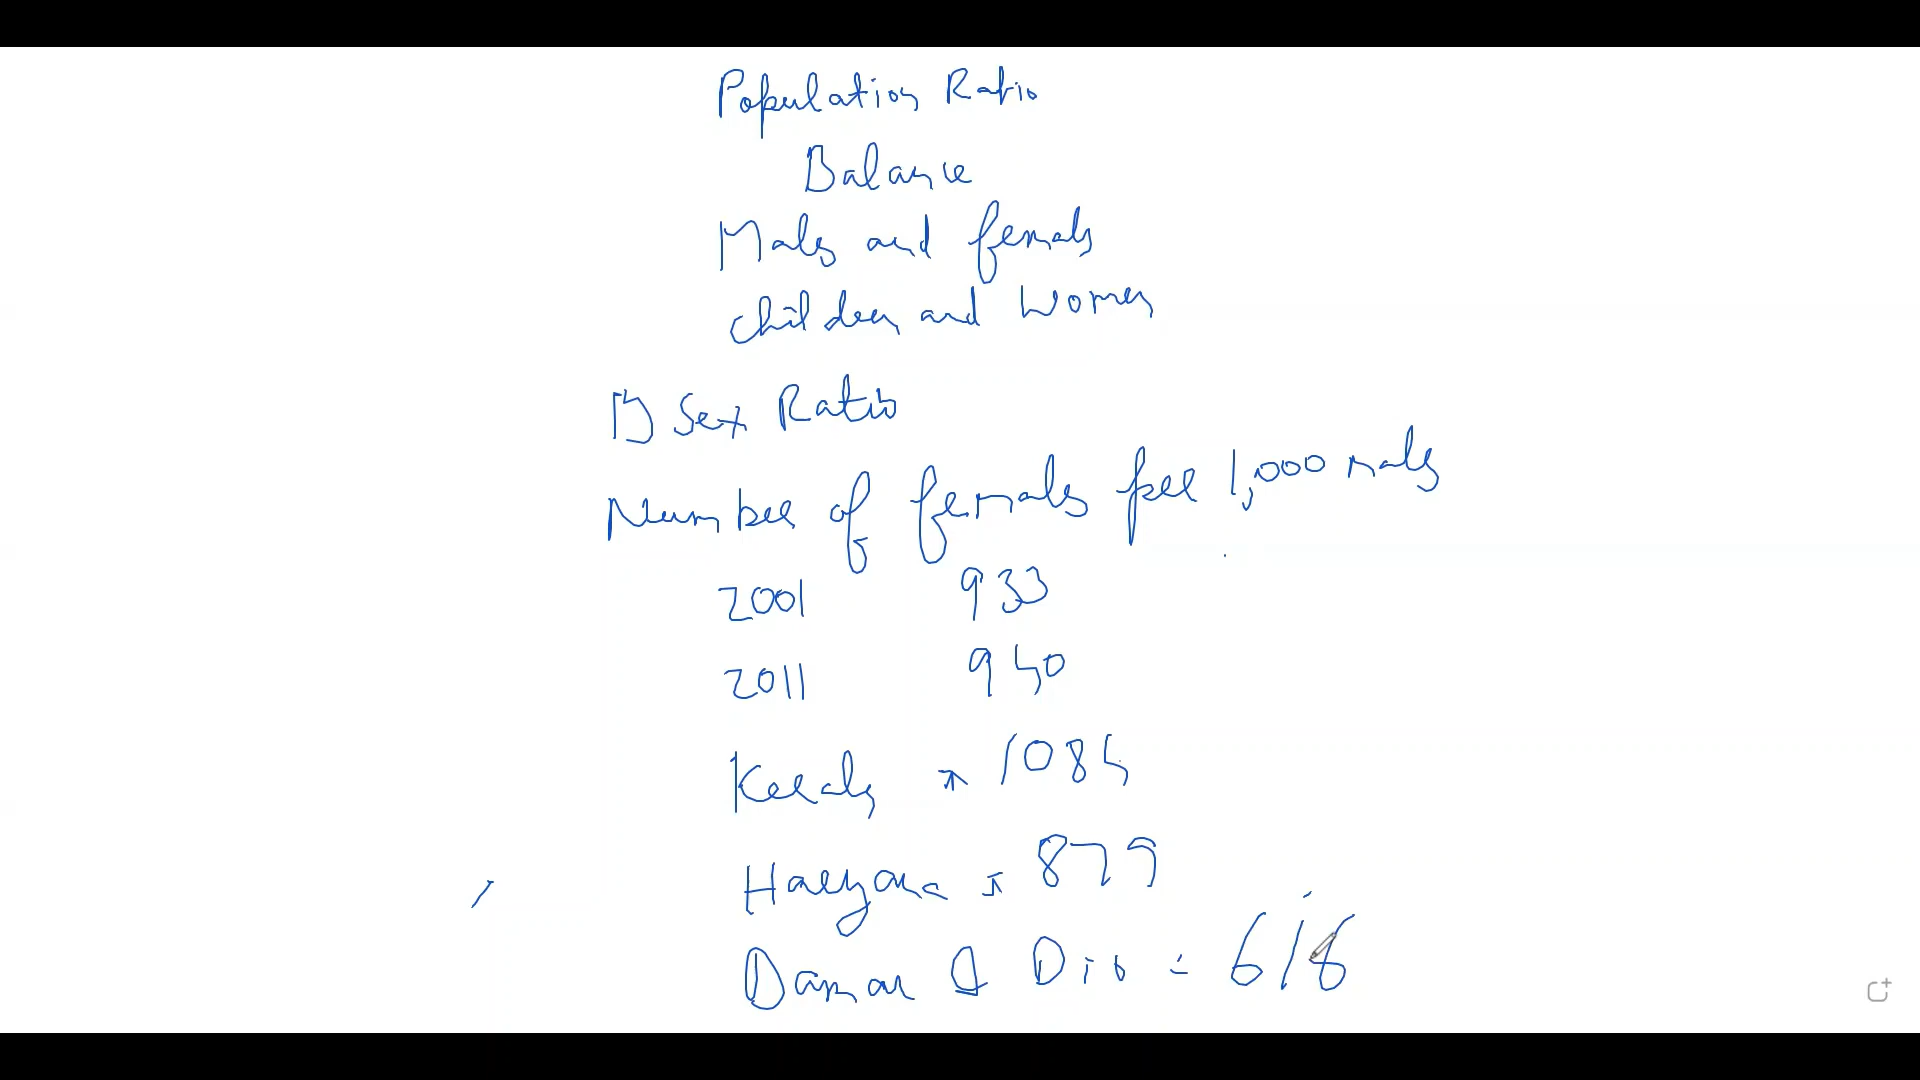 Population Ratio
Balance
Males and females
Children and Women
1) Sex Ratio
Number of females per 1,000 males
2001 933
2011 940
Kerala = 1084
Haryana = 879
Daman & Diu = 618